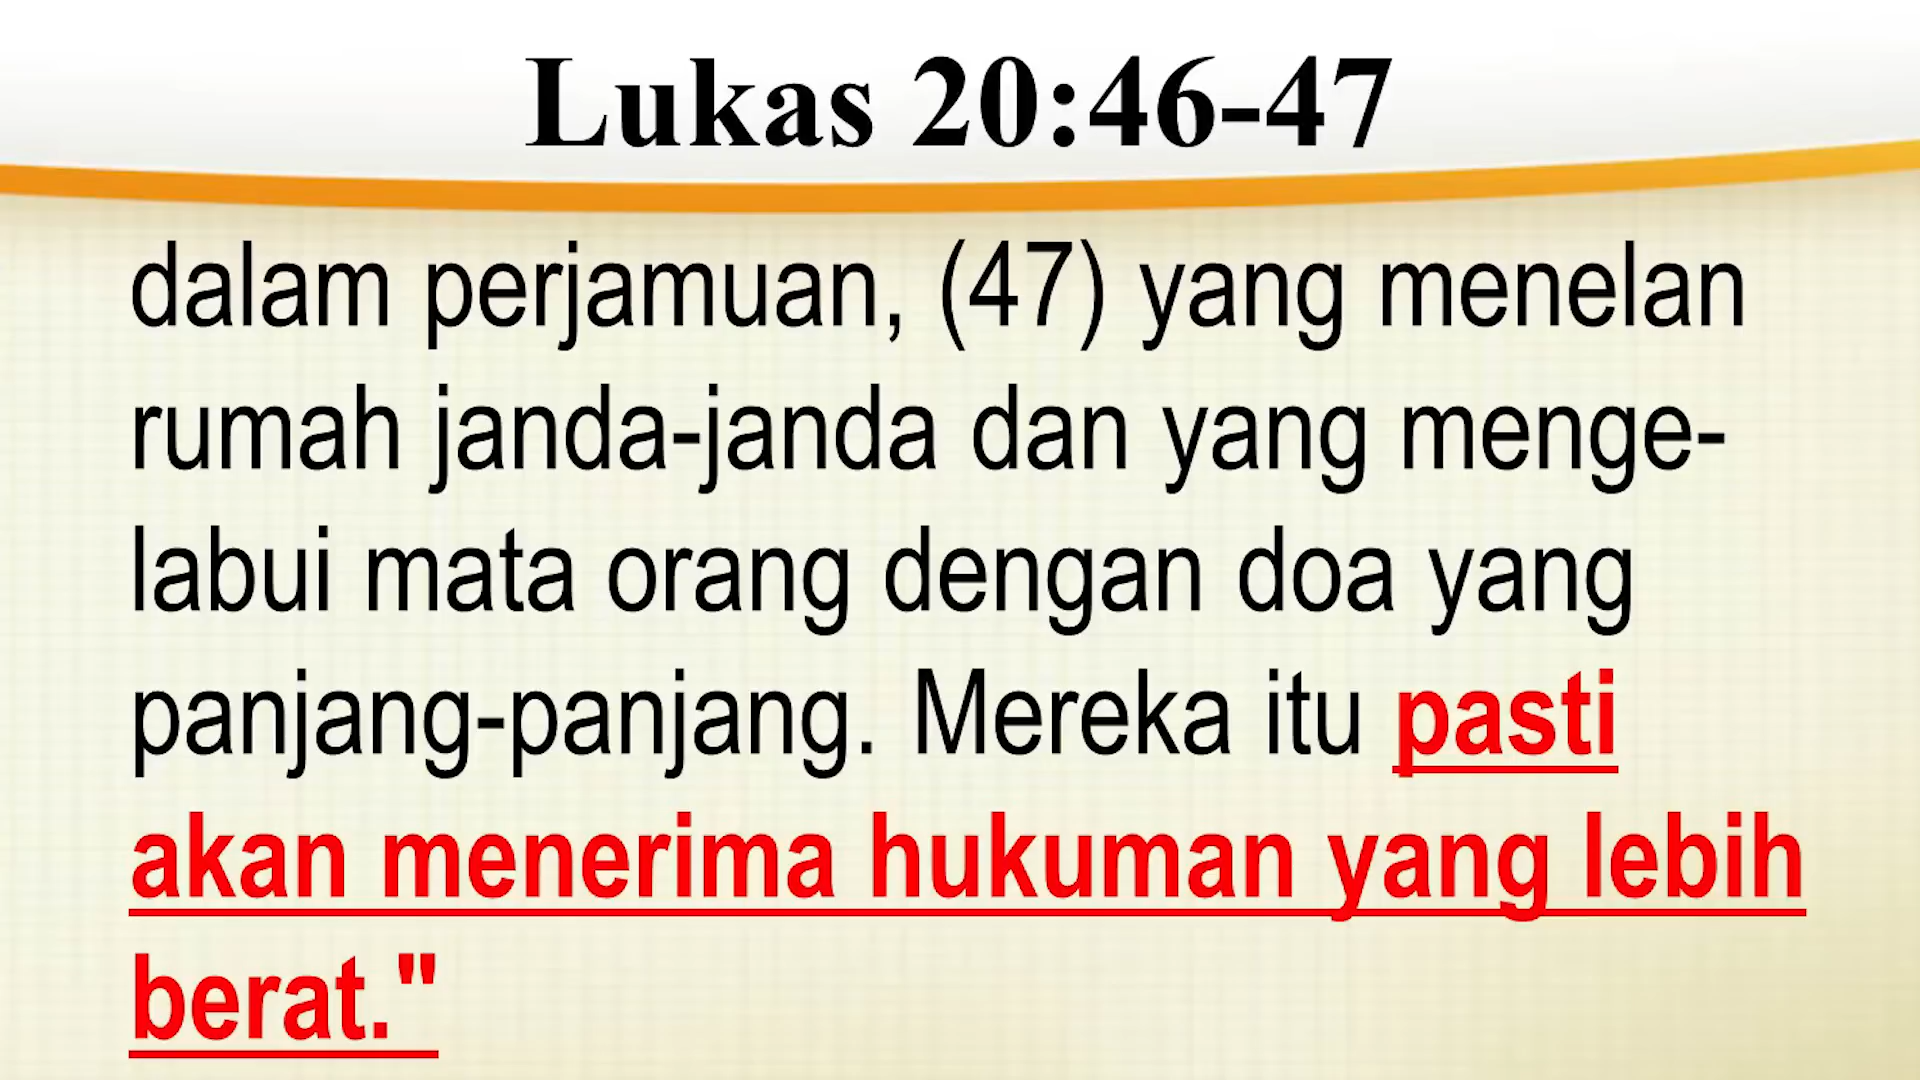 Lukas 20:46-47
dalam perjamuan, (47) yang menelan
rumah janda-janda dan yang menge-
labui mata orang dengan doa yang
panjang-panjang. Mereka itu pasti
akan menerima hukuman yang lebih
berat."